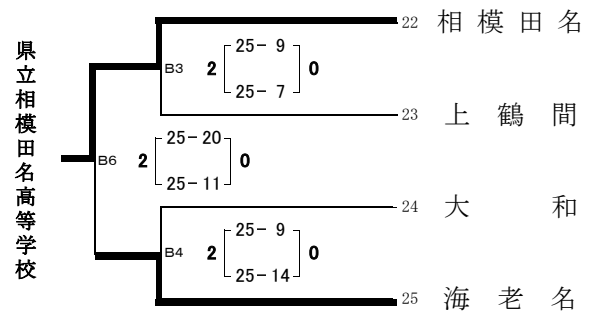 県立相模田名高等学校
22 相模田名
B3 2 25－ 9 0
25－ 7
23 上鶴間
B6 2 25－20 0
25－11
24 大和
B4 2 25－ 9 0
25－14
25 海老名